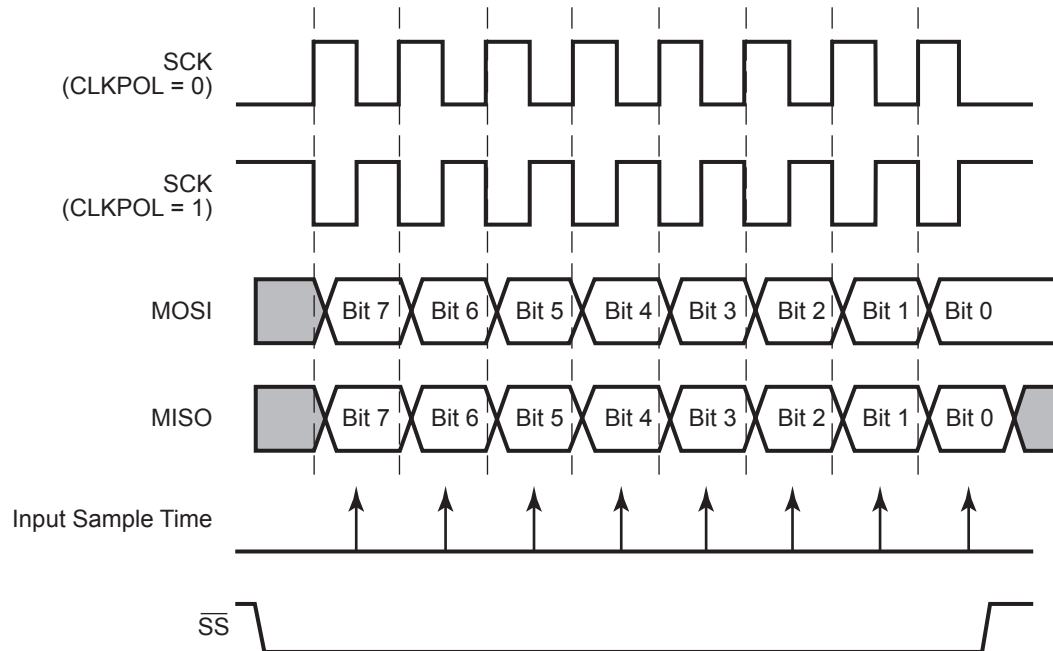 SCK
(CLKPOL = 0)
SCK
(CLKPOL = 1)
MOSI
Bit 7 Bit 6 Bit 5 Bit 4 Bit 3 Bit 2 Bit 1 Bit 0
MISO
Bit 7 Bit 6 Bit 5 Bit 4 Bit 3 Bit 2 Bit 1 Bit 0
Input Sample Time
S̅S̅